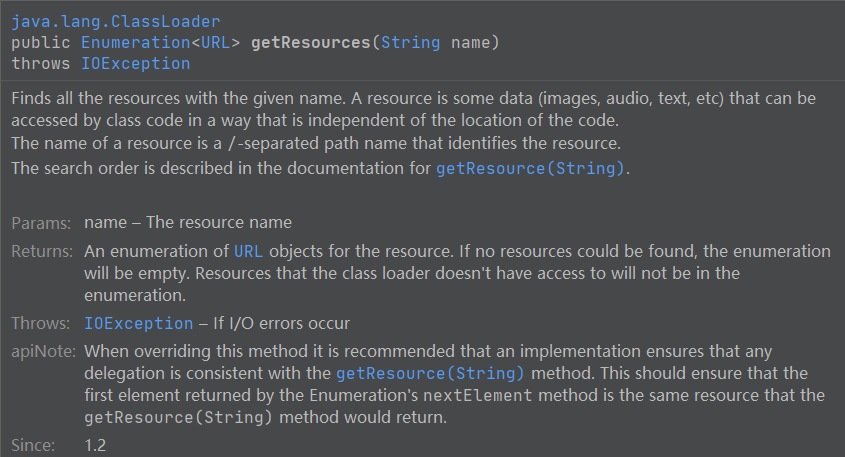 java.lang.ClassLoader
public Enumeration<URL> getResources(String name)
throws IOException
Finds all the resources with the given name. A resource is some data (images, audio, text, etc) that can be
accessed by class code in a way that is independent of the location of the code.
The name of a resource is a /-separated path name that identifies the resource.
The search order is described in the documentation for getResource(String).
Params: name – The resource name
Returns: An enumeration of URL objects for the resource. If no resources could be found, the enumeration
will be empty. Resources that the class loader doesn't have access to will not be in the
enumeration.
Throws: IOException – If I/O errors occur
apiNote: When overriding this method it is recommended that an implementation ensures that any
delegation is consistent with the getResource(String) method. This should ensure that the
first element returned by the Enumeration's nextElement method is the same resource that the
getResource(String) method would return.
Since: 1.2